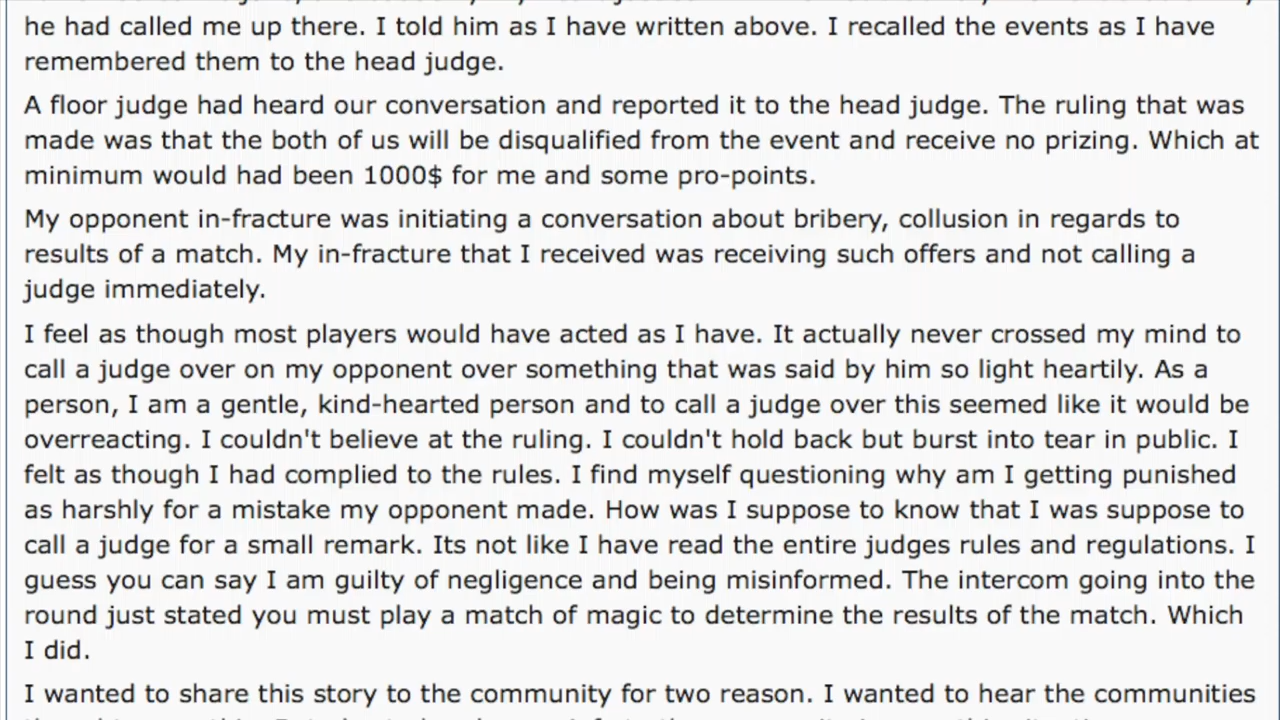 he had called me up there. I told him as I have written above. I recalled the events as I have
remembered them to the head judge.
A floor judge had heard our conversation and reported it to the head judge. The ruling that was
made was that the both of us will be disqualified from the event and receive no prizing. Which at
minimum would had been 1000$ for me and some pro-points.
My opponent in-fracture was initiating a conversation about bribery, collusion in regards to
results of a match. My in-fracture that I received was receiving such offers and not calling a
judge immediately.
I feel as though most players would have acted as I have. It actually never crossed my mind to
call a judge over on my opponent over something that was said by him so light heartily. As a
person, I am a gentle, kind-hearted person and to call a judge over this seemed like it would be
overreacting. I couldn't believe at the ruling. I couldn't hold back but burst into tear in public. I
felt as though I had complied to the rules. I find myself questioning why am I getting punished
as harshly for a mistake my opponent made. How was I suppose to know that I was suppose to
call a judge for a small remark. Its not like I have read the entire judges rules and regulations. I
guess you can say I am guilty of negligence and being misinformed. The intercom going into the
round just stated you must play a match of magic to determine the results of the match. Which
I did.
I wanted to share this story to the community for two reason. I wanted to hear the communities